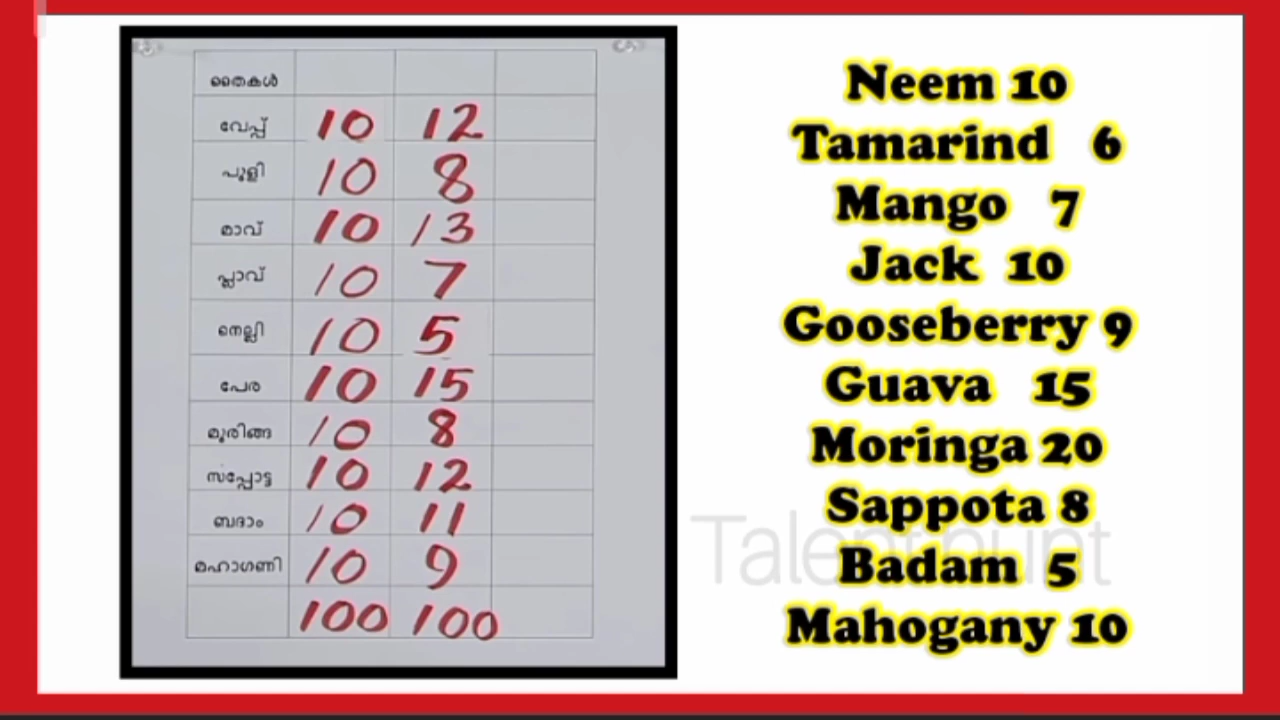 തൈകൾ
വേപ്പ് 10 12
പുളി 10 8
മാവ് 10 13
പ്ലാവ് 10 7
നെല്ലി 10 5
പേര 10 15
മുരിങ്ങ 10 8
സപ്പോട്ട 10 12
ബദാം 10 11
മഹാഗണി 10 9
100 100
Neem 10
Tamarind 6
Mango 7
Jack 10
Gooseberry 9
Guava 15
Moringa 20
Sappota 8
Badam 5
Mahogany 10
Talent hunt